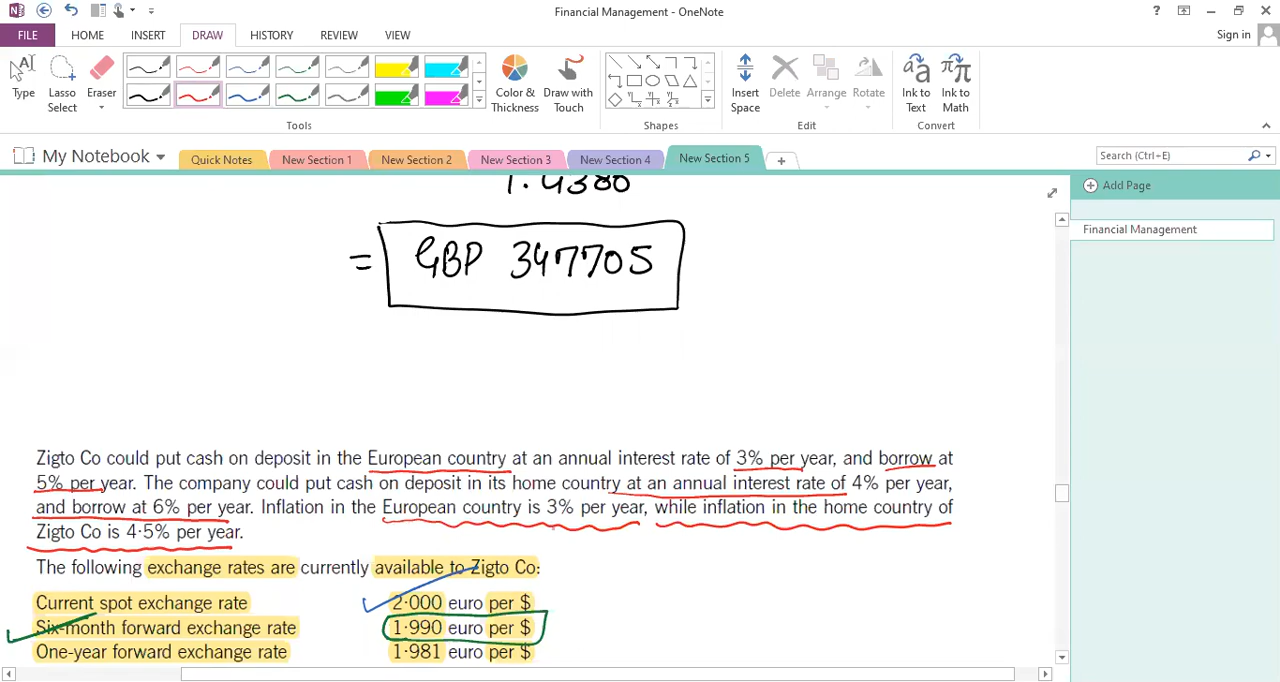 Financial Management - OneNote
?
FILE HOME INSERT DRAW HISTORY REVIEW VIEW
Sign in
Type
Lasso Select
Eraser
Color & Thickness
Draw with Touch
Insert Space
Delete
Arrange
Rotate
Ink to Text
Ink to Math
Tools Shapes Edit Convert
My Notebook Quick Notes New Section 1 New Section 2 New Section 3 New Section 4 New Section 5
Search (Ctrl+E)
Add Page
Financial Management
1.4380
= GBP 347705
Zigto Co could put cash on deposit in the European country at an annual interest rate of 3% per year, and borrow at
5% per year. The company could put cash on deposit in its home country at an annual interest rate of 4% per year,
and borrow at 6% per year. Inflation in the European country is 3% per year, while inflation in the home country of
Zigto Co is 4·5% per year.
The following exchange rates are currently available to Zigto Co:
Current spot exchange rate 2·000 euro per $
Six-month forward exchange rate 1·990 euro per $
One-year forward exchange rate 1·981 euro per $